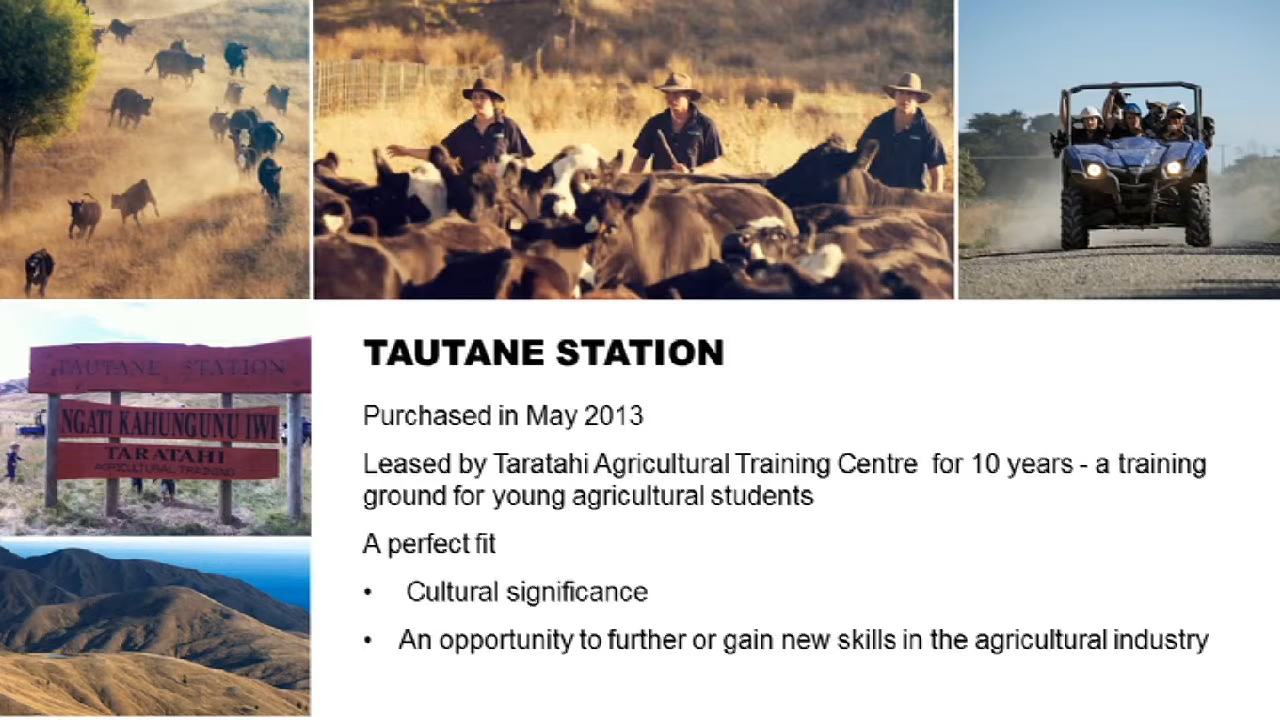 TAUTANE STATION
NGATI KAHUNGUNU IWI
TARATAHI
AGRICULTURAL TRAINING
TAUTANE STATION
Purchased in May 2013
Leased by Taratahi Agricultural Training Centre for 10 years - a training
ground for young agricultural students
A perfect fit
• Cultural significance
• An opportunity to further or gain new skills in the agricultural industry